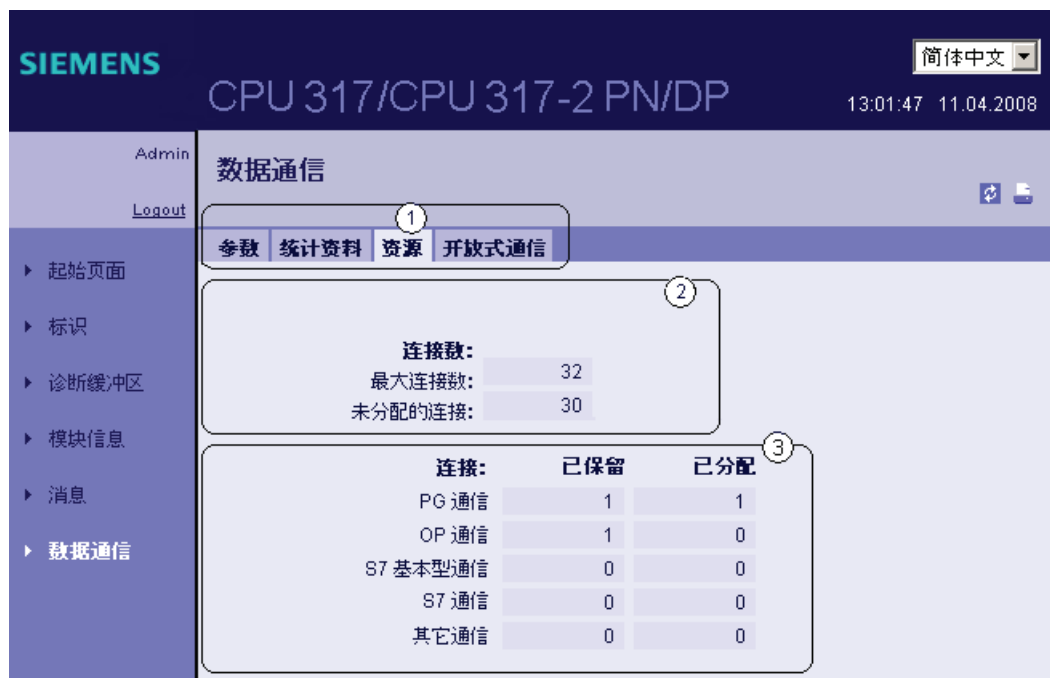 SIEMENS
简体中文
CPU 317/CPU 317-2 PN/DP
13:01:47 11.04.2008
Admin
Logout
数据通信
1
参数 统计资料 资源 开放式通信
起始页面
标识
诊断缓冲区
模块信息
消息
数据通信
2
连接数:
最大连接数: 32
未分配的连接: 30
3
连接: 已保留 已分配
PG 通信 1 1
OP 通信 1 0
S7 基本型通信 0 0
S7 通信 0 0
其它通信 0 0